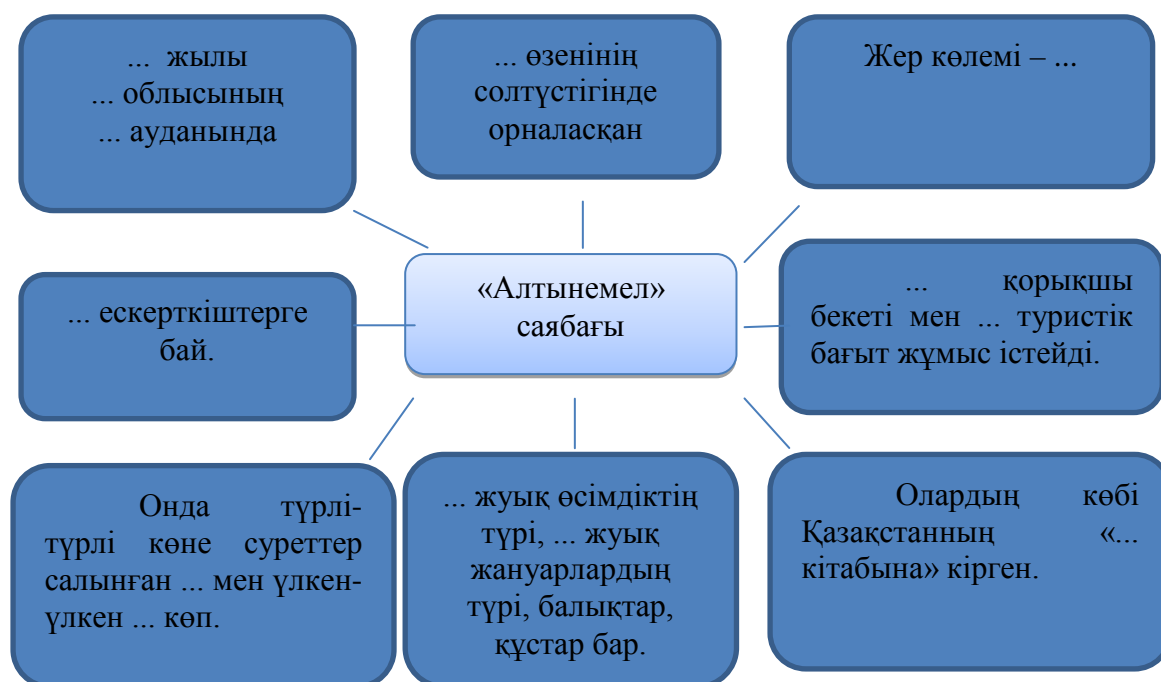 ... жылы
... облысының
... ауданында
... өзенінің
солтүстігінде
орналасқан
Жер көлемі – ...
... ескерткіштерге
бай.
«Алтынемел»
саябағы
... қорықшы
бекеті мен ... туристік
бағыт жұмыс істейді.
Онда түрлі-
түрлі көне суреттер
салынған ... мен үлкен-
үлкен ... көп.
... жуық өсімдіктің
түрі, ... жуық
жануарлардың
түрі, балықтар,
құстар бар.
Олардың көбі
Қазақстанның «...
кітабына» кірген.